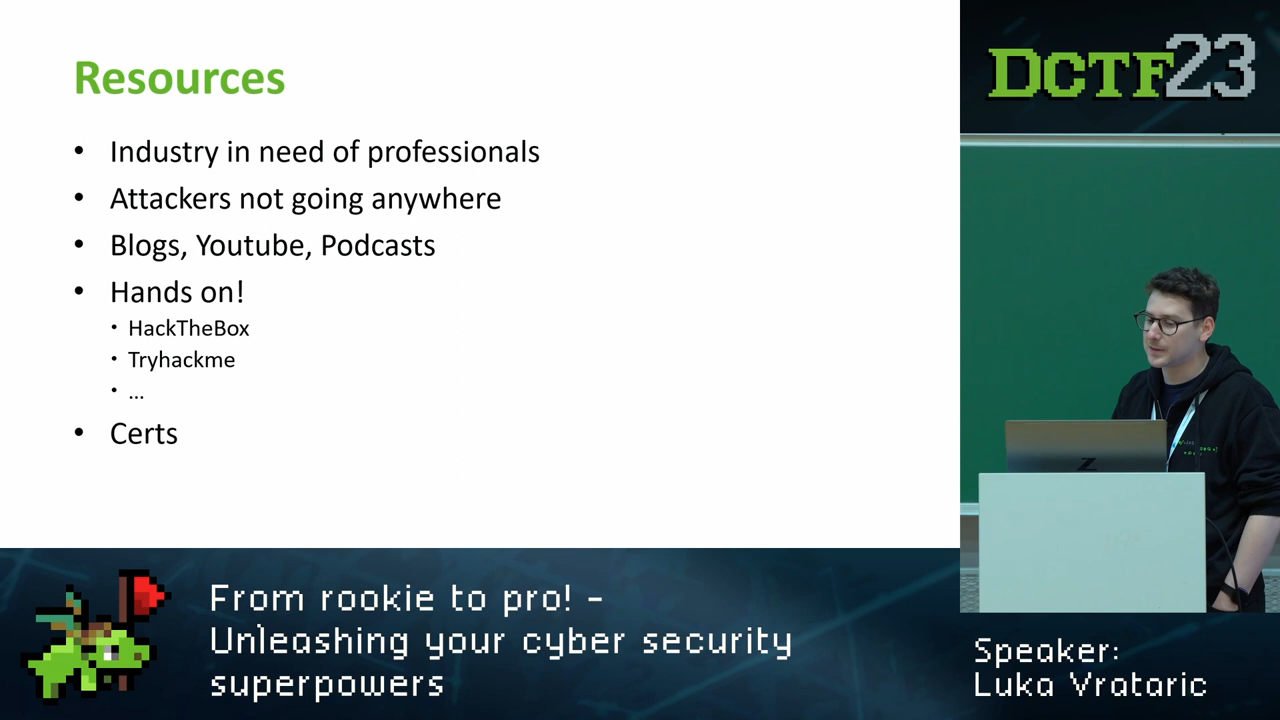 Resources
• Industry in need of professionals
• Attackers not going anywhere
• Blogs, Youtube, Podcasts
• Hands on!
• HackTheBox
• Tryhackme
• ...
• Certs
DCTF23
From rookie to pro! -
Unleashing your cyber security
superpowers
Speaker:
Luka Vrataric